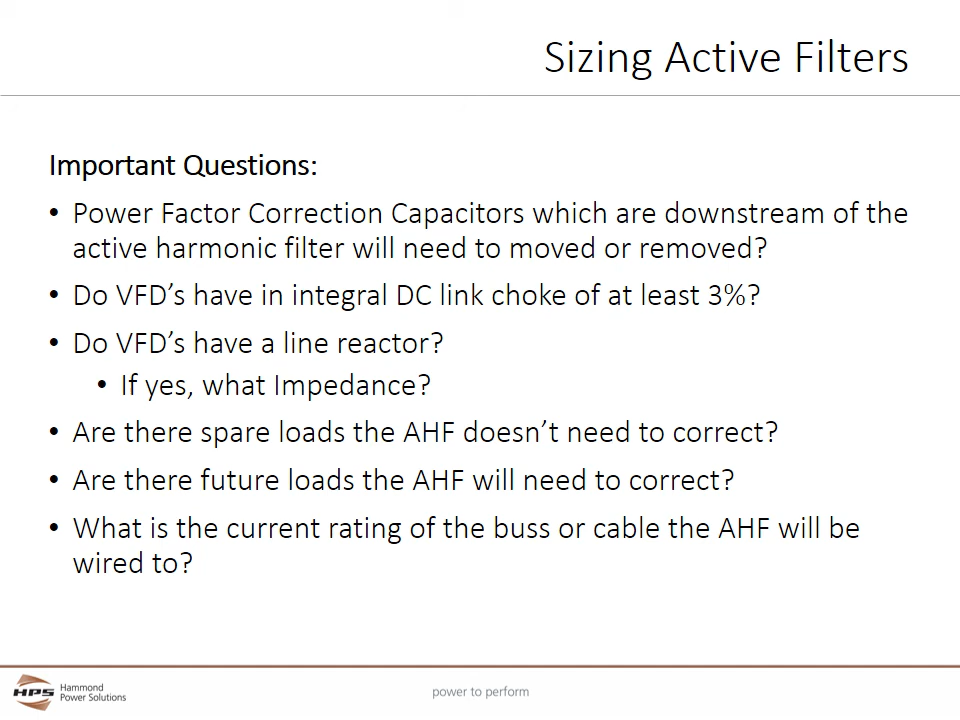 Sizing Active Filters
Important Questions:
• Power Factor Correction Capacitors which are downstream of the
active harmonic filter will need to moved or removed?
• Do VFD’s have in integral DC link choke of at least 3%?
• Do VFD’s have a line reactor?
• If yes, what Impedance?
• Are there spare loads the AHF doesn’t need to correct?
• Are there future loads the AHF will need to correct?
• What is the current rating of the buss or cable the AHF will be
wired to?
HPS
Hammond
Power Solutions
power to perform